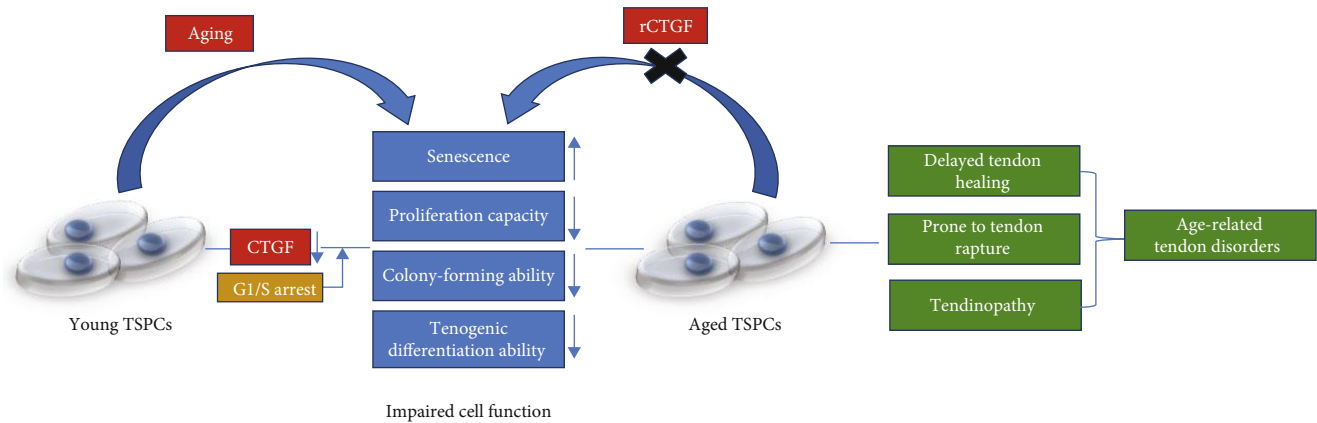 Aging
rCTGF
Senescence
Proliferation capacity
Colony-forming ability
Tenogenic
differentiation ability
Impaired cell function
CTGF
G1/S arrest
Young TSPCs
Aged TSPCs
Delayed tendon
healing
Prone to tendon
rapture
Tendinopathy
Age-related
tendon disorders